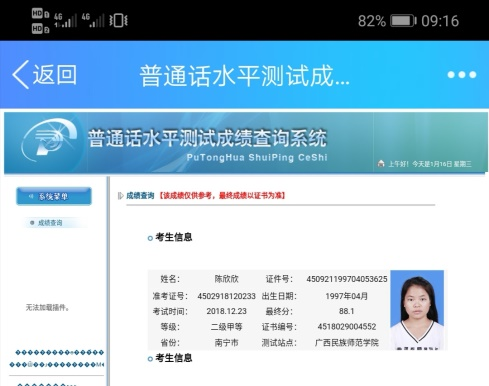 82% 09:16
返回 普通话水平测试成...
普通话水平测试成绩查询系统
PuTongHua ShuiPing CeShi
上午好！今天是1月16日 星期三
系统菜单
成绩查询 【该成绩仅供参考，最终成绩以证书为准】
成绩查询
考生信息
无法加载插件。
姓名： 陈欣欣 证件号： 450921199704053625
准考证号： 4502918120233 出生日期： 1997年04月
考试时间： 2018.12.23 最终分： 88.1
等级： 二级甲等 证书编号： 4518029004552
省份： 南宁市 测试站点： 广西民族师范学院
考生信息